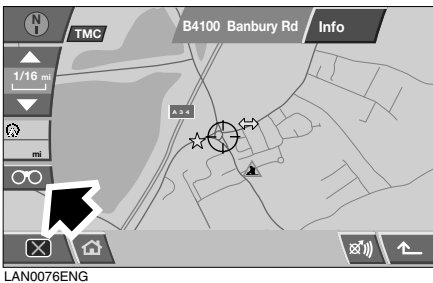 N
TMC
B4100 Banbury Rd
Info
1/16 mi
A34
mi
LAN0076ENG